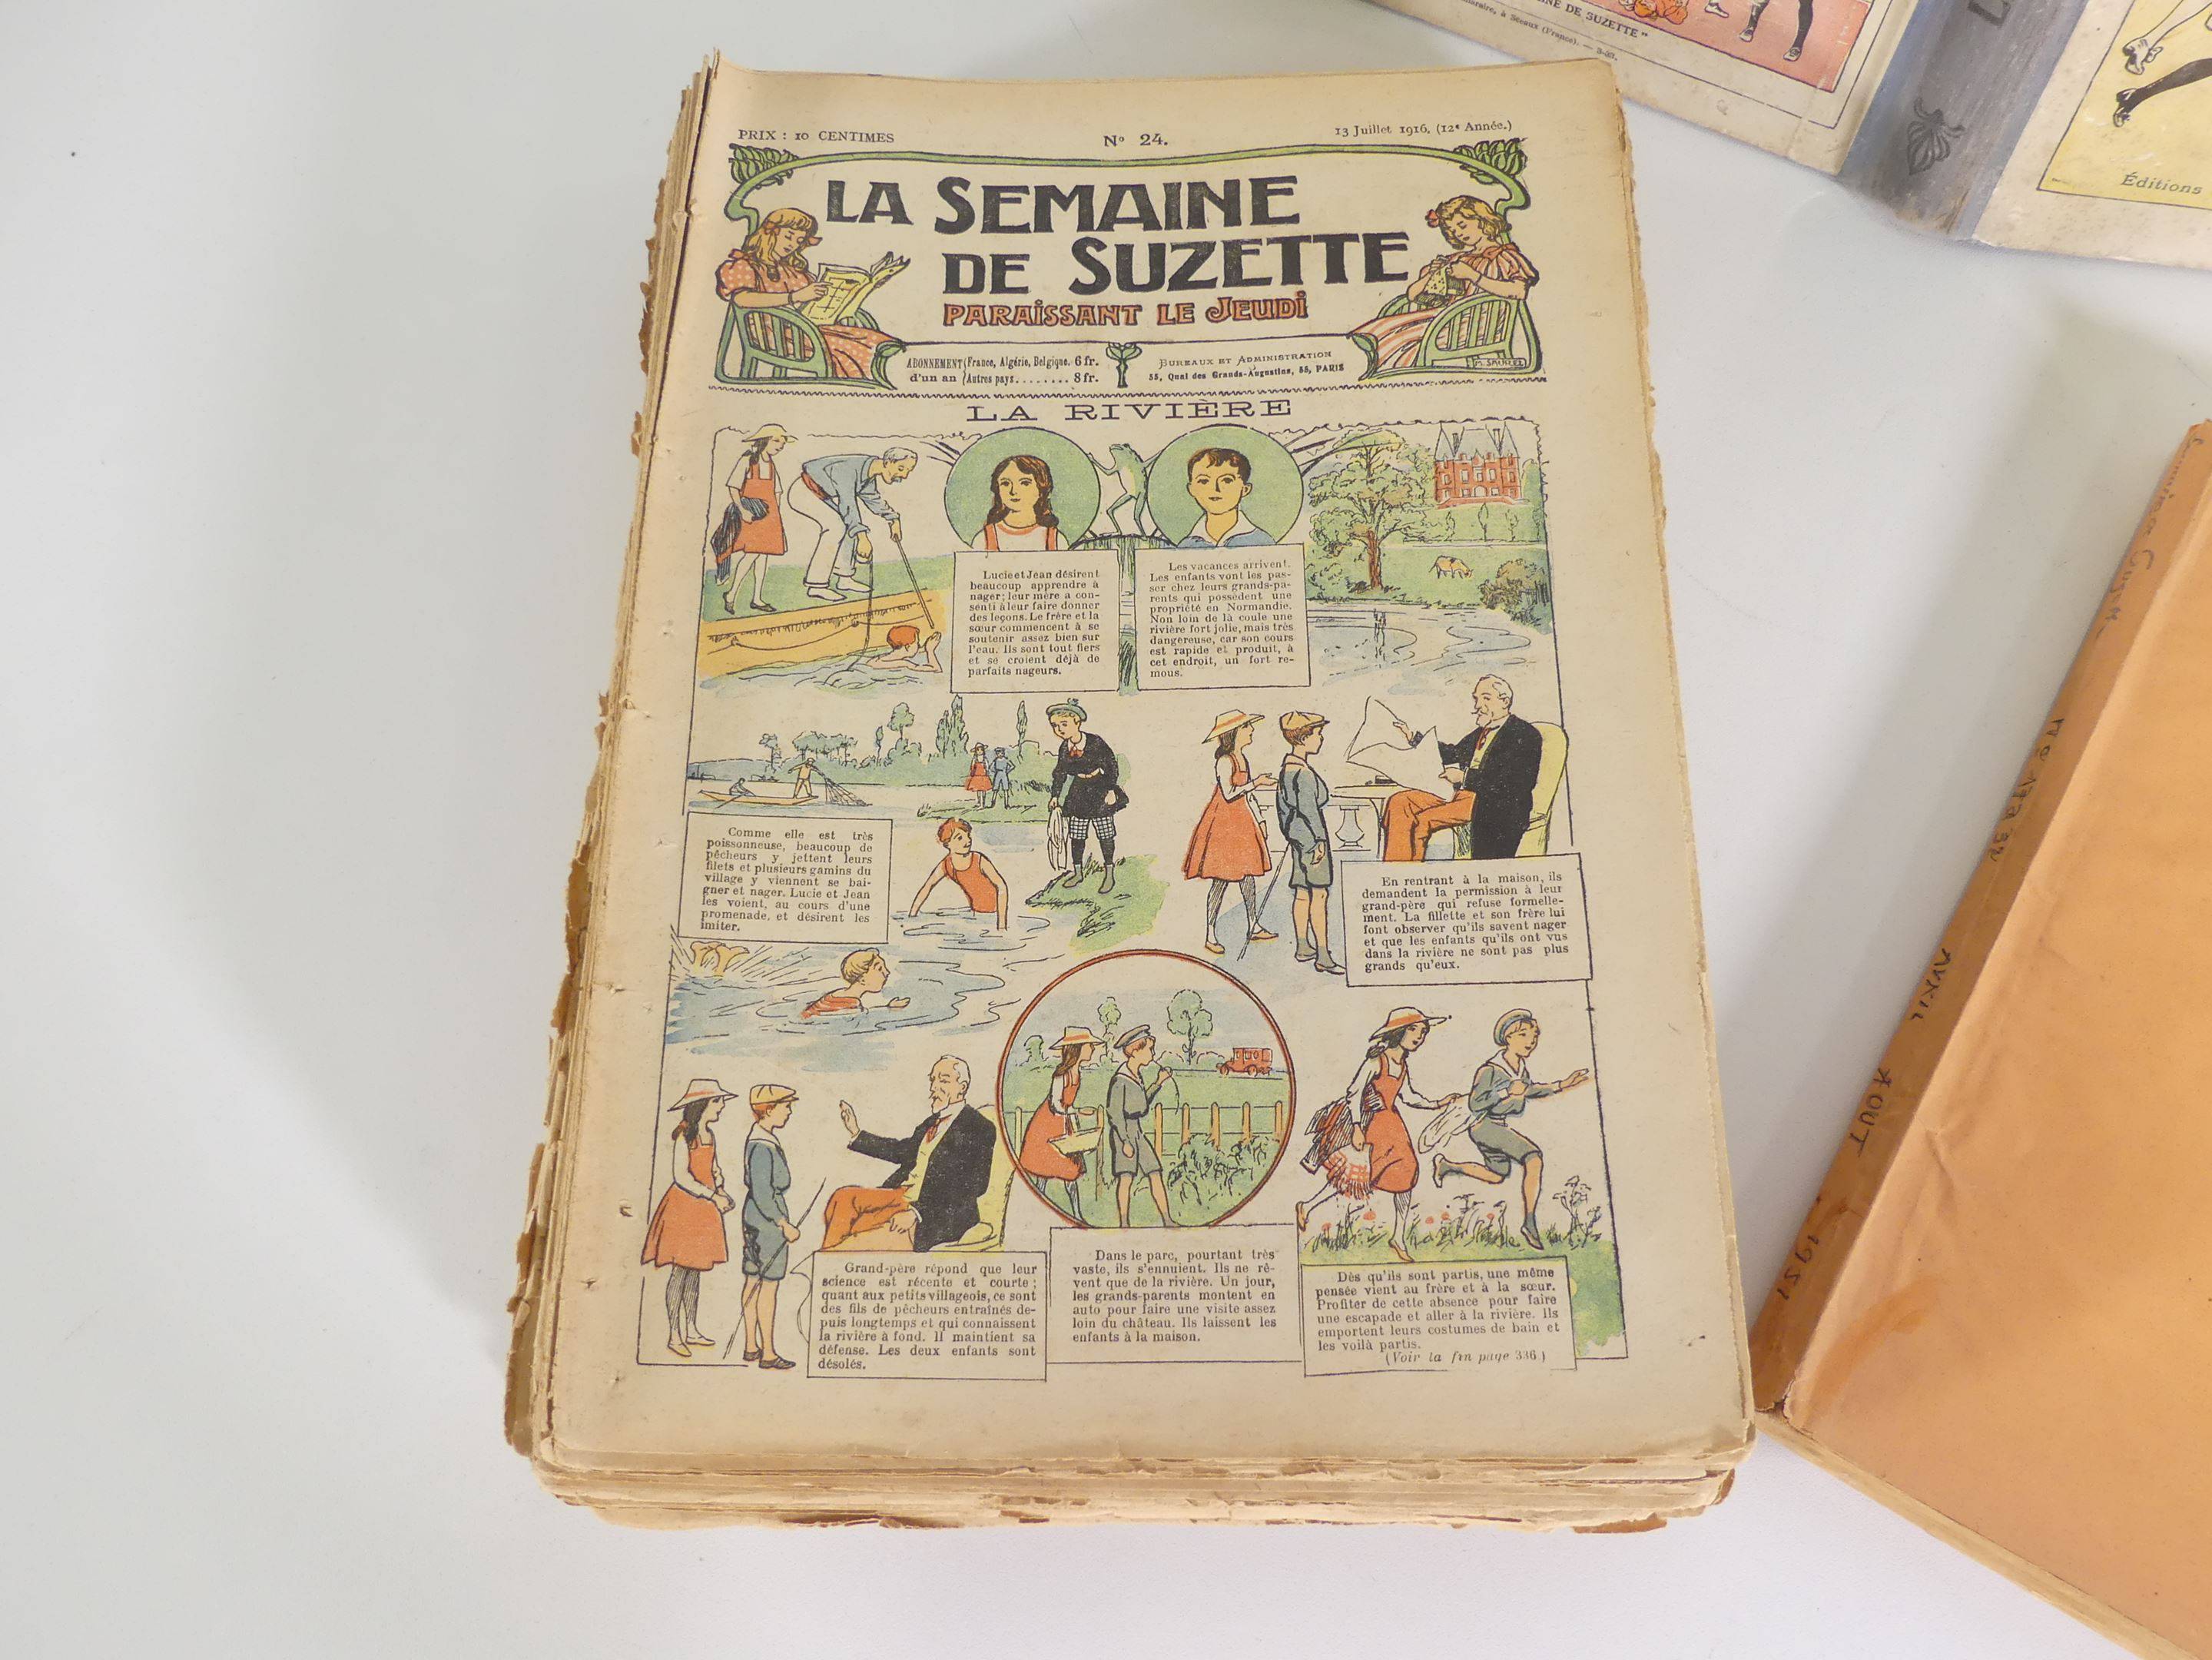 PRIX : 10 CENTIMES
N° 24.
13 Juillet 1916. (12e Année.)
LA SEMAINE
DE SUZETTE
PARAISSANT LE JEUDI
ABONNEMENT (France, Algérie, Belgique. 6 fr.
d'un an (Autres pays........ 8 fr.
BUREAUX ET ADMINISTRATION
55, Quai des Grands-Augustins, 55, PARIS
LA RIVIÈRE
Lucie et Jean désirent
beaucoup apprendre à
nager; leur mère a con-
senti à leur faire donner
des leçons. Le frère et la
sœur commencent à se
soutenir assez bien sur
l'eau. Ils sont tout fiers
et se croient déjà de
parfaits nageurs.
Les vacances arrivent.
Les enfants vont les pas-
ser chez leurs grands-pa-
rents qui possèdent une
propriété en Normandie.
Non loin de là coule une
rivière fort jolie, mais très
dangereuse, car son cours
est rapide et produit, à
cet endroit, un fort re-
mous.
Comme elle est très
poissonneuse, beaucoup de
pêcheurs y jettent leurs
filets et plusieurs gamins du
village y viennent se bai-
gner et nager. Lucie et Jean
les voient, au cours d'une
promenade, et désirent les
imiter.
En rentrant à la maison, ils
demandent la permission à leur
grand-père qui refuse formelle-
ment. La fillette et son frère lui
font observer qu'ils savent nager
et que les enfants qu'ils ont vus
dans la rivière ne sont pas plus
grands qu'eux.
Grand-père répond que leur
science est récente et courte;
quant aux petits villageois, ce sont
des fils de pêcheurs entraînés de-
puis longtemps et qui connaissent
la rivière à fond. Il maintient sa
défense. Les deux enfants sont
désolés.
Dans le parc, pourtant très
vaste, ils s'ennuient. Ils ne rê-
vent que de la rivière. Un jour,
les grands-parents montent en
auto pour faire une visite assez
loin du château. Ils laissent les
enfants à la maison.
Dès qu'ils sont partis, une même
pensée vient au frère et à la sœur.
Profiter de cette absence pour faire
une escapade et aller à la rivière. Ils
emportent leurs costumes de bain et
les voilà partis.
(Voir la fin page 336)
DE SUZETTE"
à Sceaux (France). —
Éditions
AVRIL
AOUT